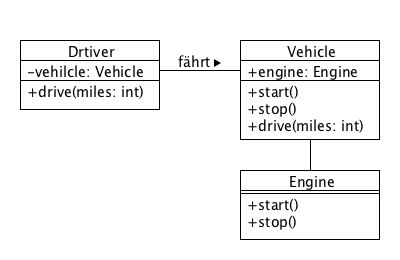 Drtiver
-vehilcle: Vehicle
+drive(miles: int)
fährt ▶
Vehicle
+engine: Engine
+start()
+stop()
+drive(miles: int)
Engine
+start()
+stop()